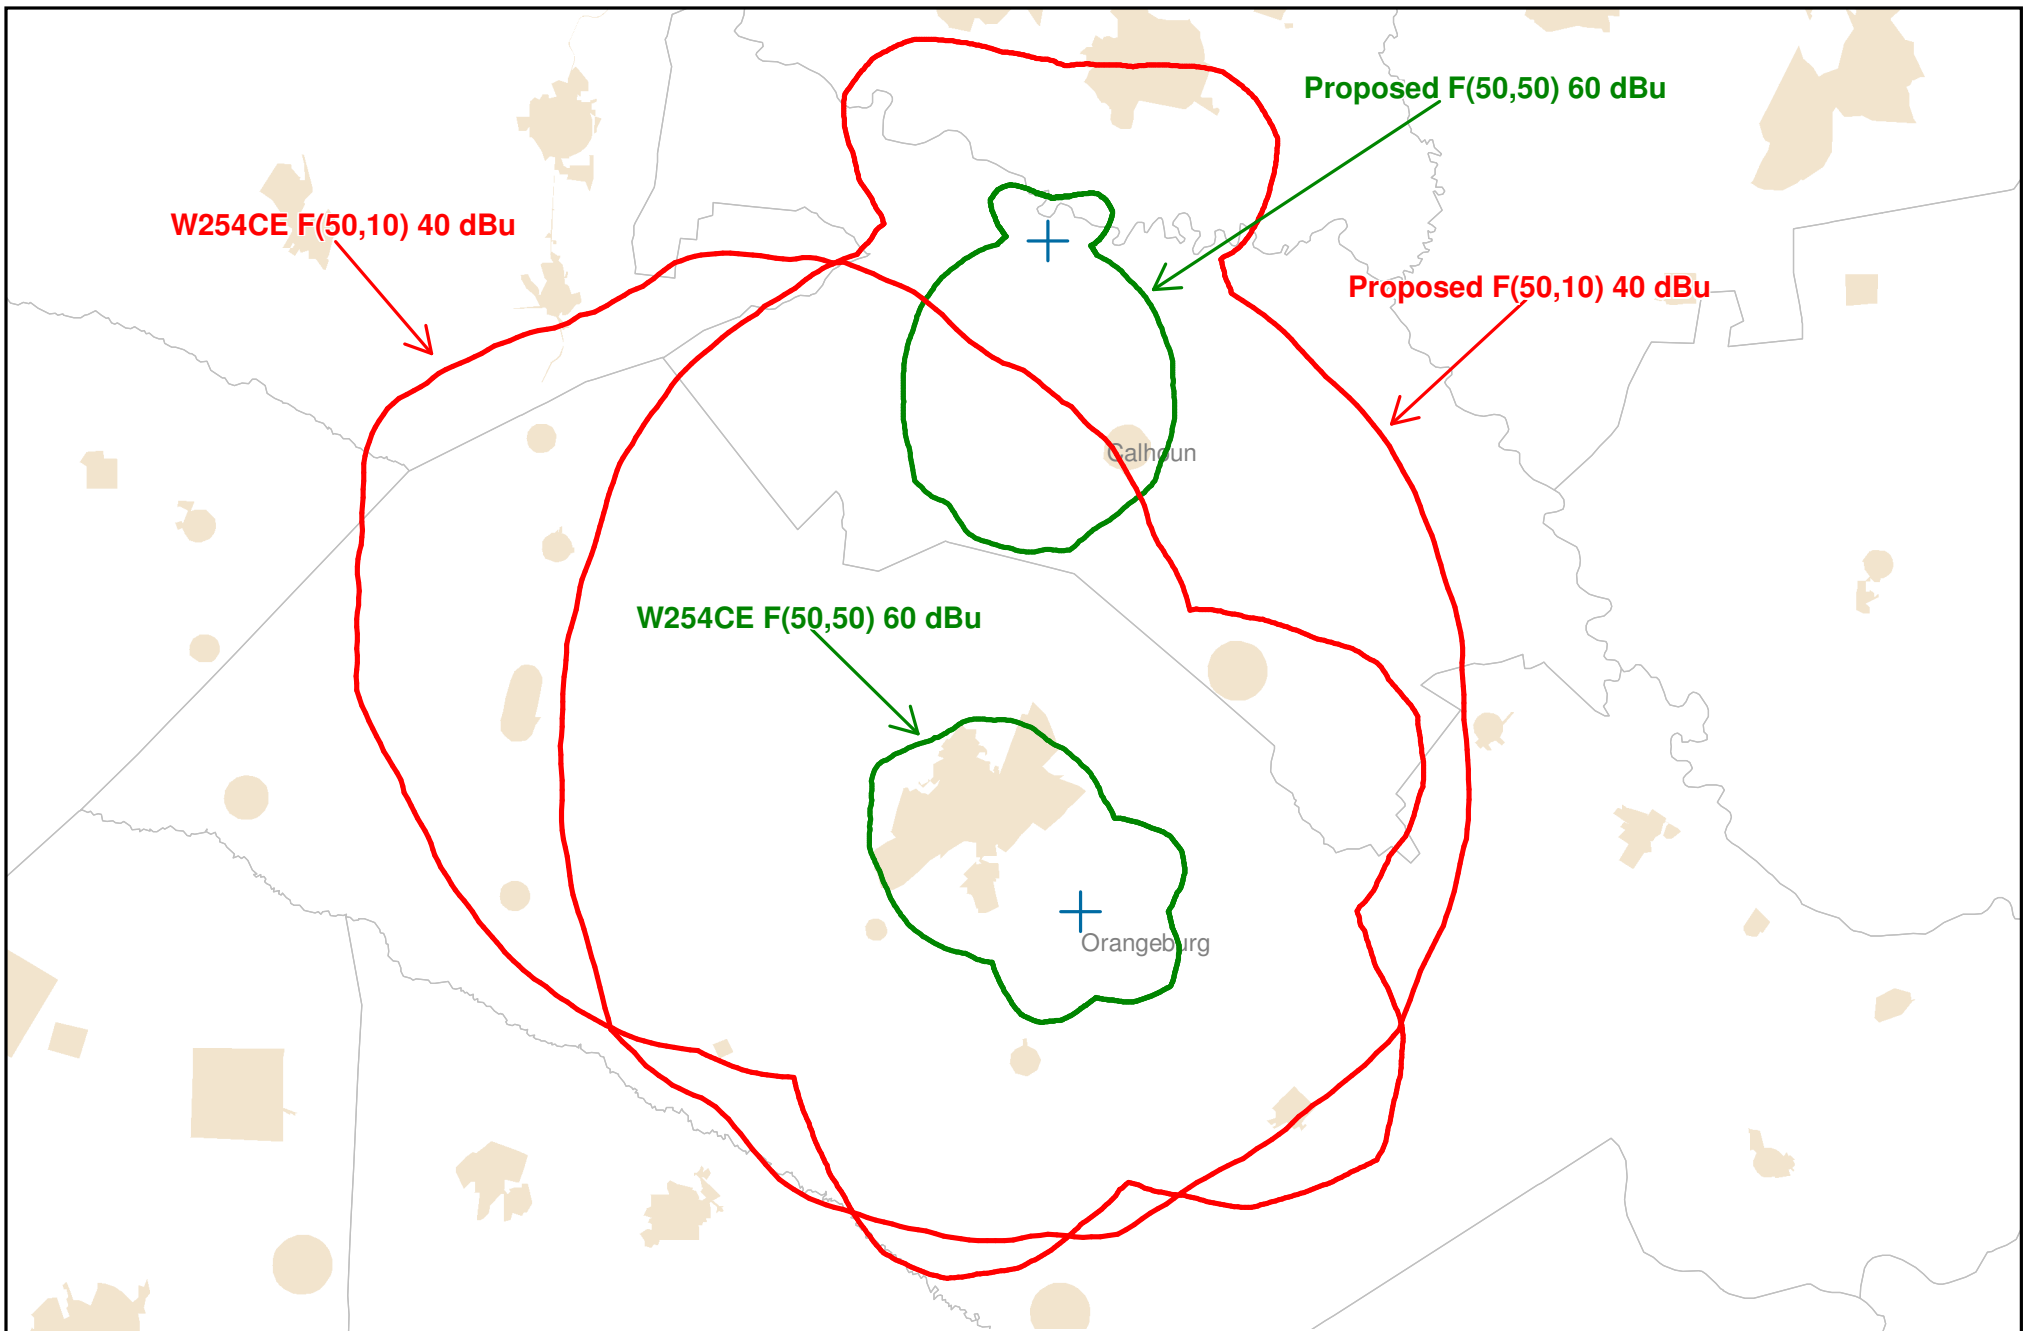 Proposed F(50,50) 60 dBu
W254CE F(50,10) 40 dBu
Proposed F(50,10) 40 dBu
Calhoun
W254CE F(50,50) 60 dBu
Orangeburg